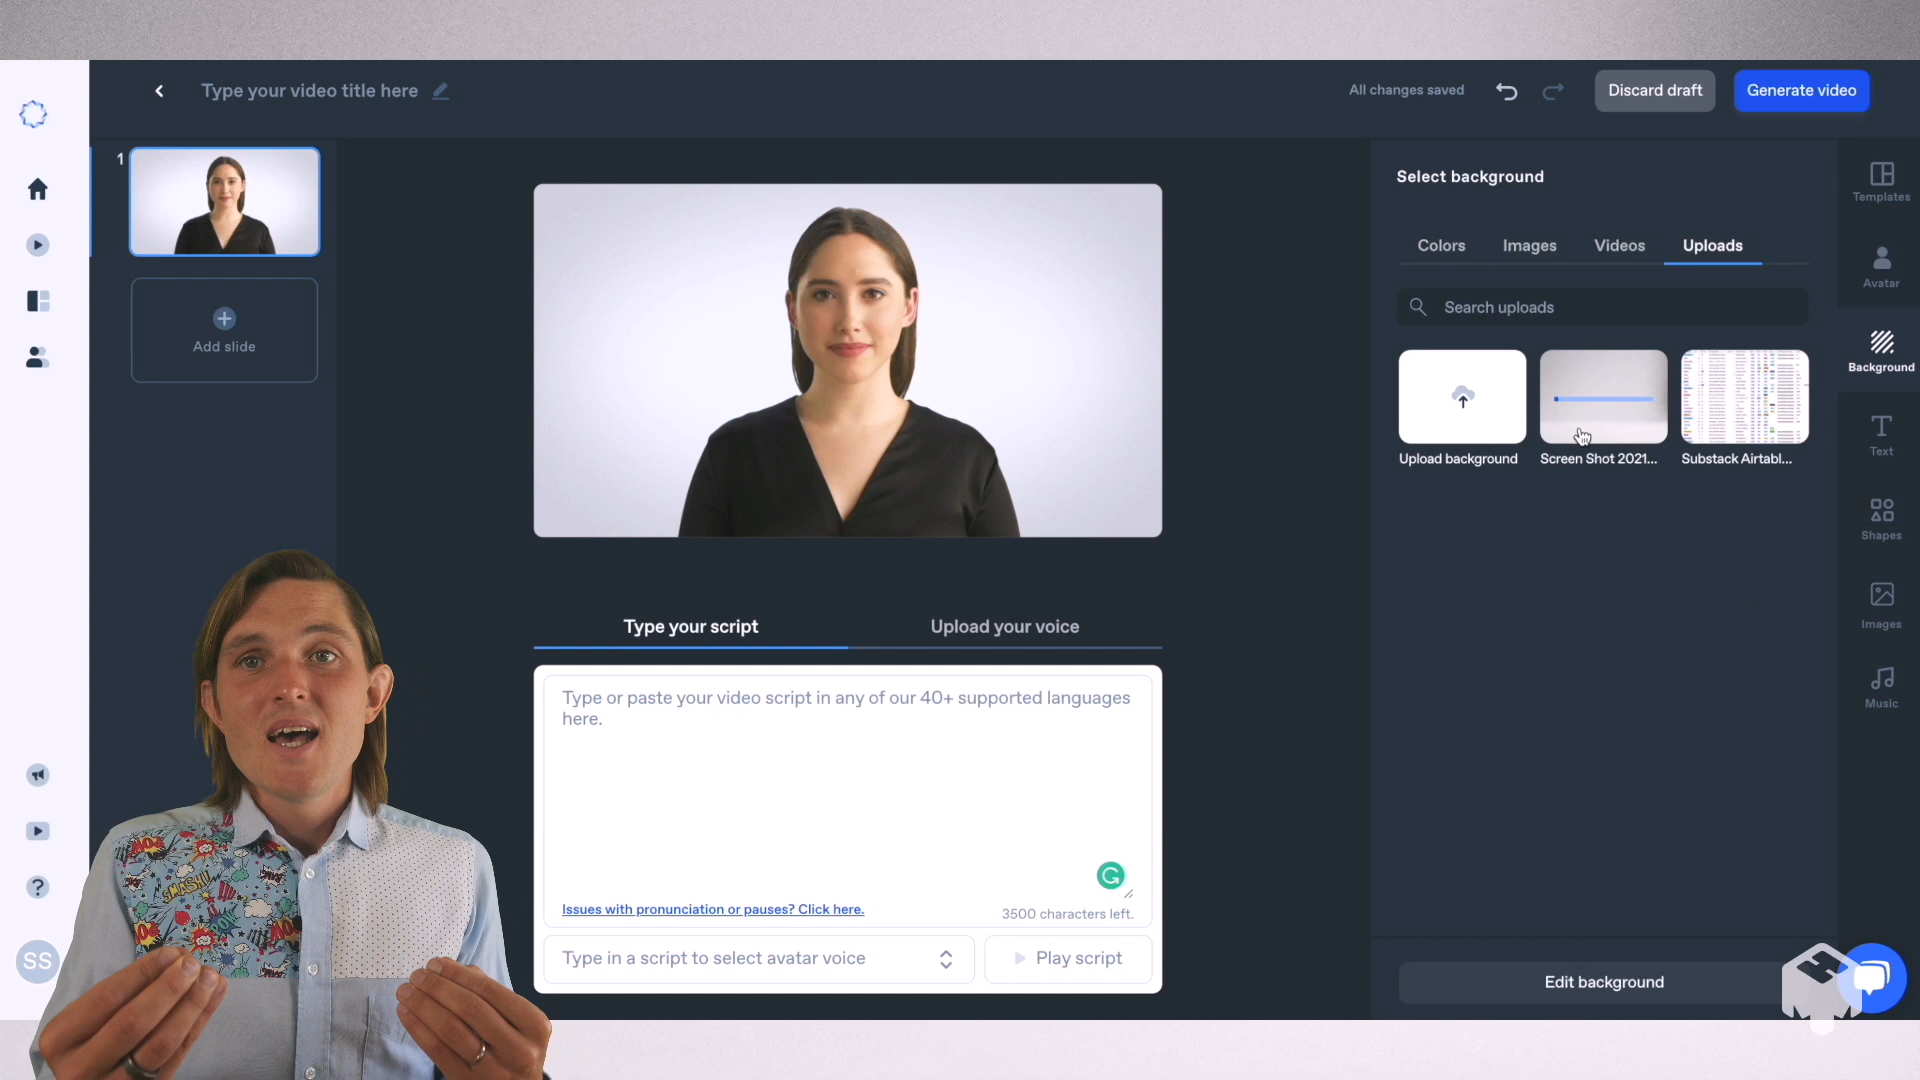 Type your video title here
All changes saved
Discard draft
Generate video
1
Add slide
Select background
Colors
Images
Videos
Uploads
Search uploads
Upload background
Screen Shot 2021...
Substack Airtabl...
Templates
Avatar
Background
Text
Shapes
Images
Music
Type your script
Upload your voice
Type or paste your video script in any of our 40+ supported languages
here.
Issues with pronunciation or pauses? Click here.
3500 characters left.
Type in a script to select avatar voice
Play script
Edit background
?
SS
SMASH!